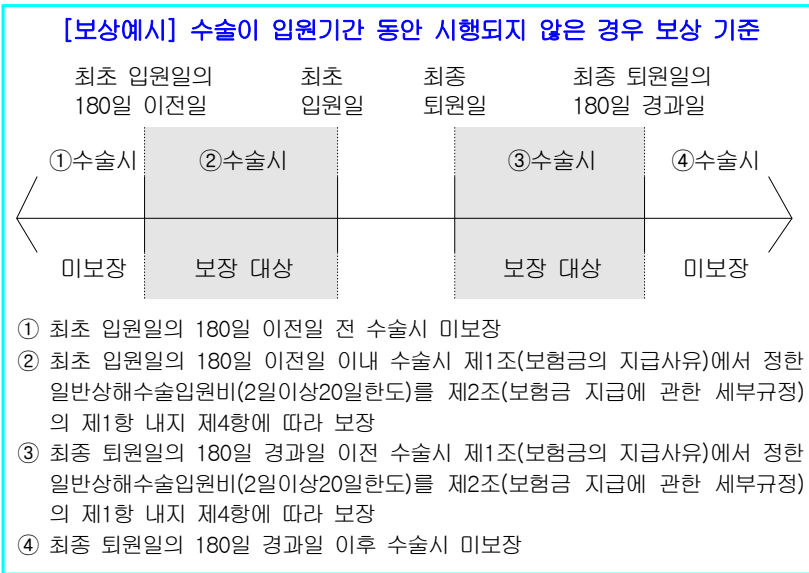 [보상예시] 수술이 입원기간 동안 시행되지 않은 경우 보상 기준
최초 입원일의 최초 최종 최종 퇴원일의
180일 이전일 입원일 퇴원일 180일 경과일
①수술시 ②수술시 ③수술시 ④수술시
미보장 보장 대상 보장 대상 미보장
① 최초 입원일의 180일 이전일 전 수술시 미보장
② 최초 입원일의 180일 이전일 이내 수술시 제1조(보험금의 지급사유)에서 정한
일반상해수술입원비(2일이상20일한도)를 제2조(보험금 지급에 관한 세부규정)
의 제1항 내지 제4항에 따라 보장
③ 최종 퇴원일의 180일 경과일 이전 수술시 제1조(보험금의 지급사유)에서 정한
일반상해수술입원비(2일이상20일한도)를 제2조(보험금 지급에 관한 세부규정)
의 제1항 내지 제4항에 따라 보장
④ 최종 퇴원일의 180일 경과일 이후 수술시 미보장